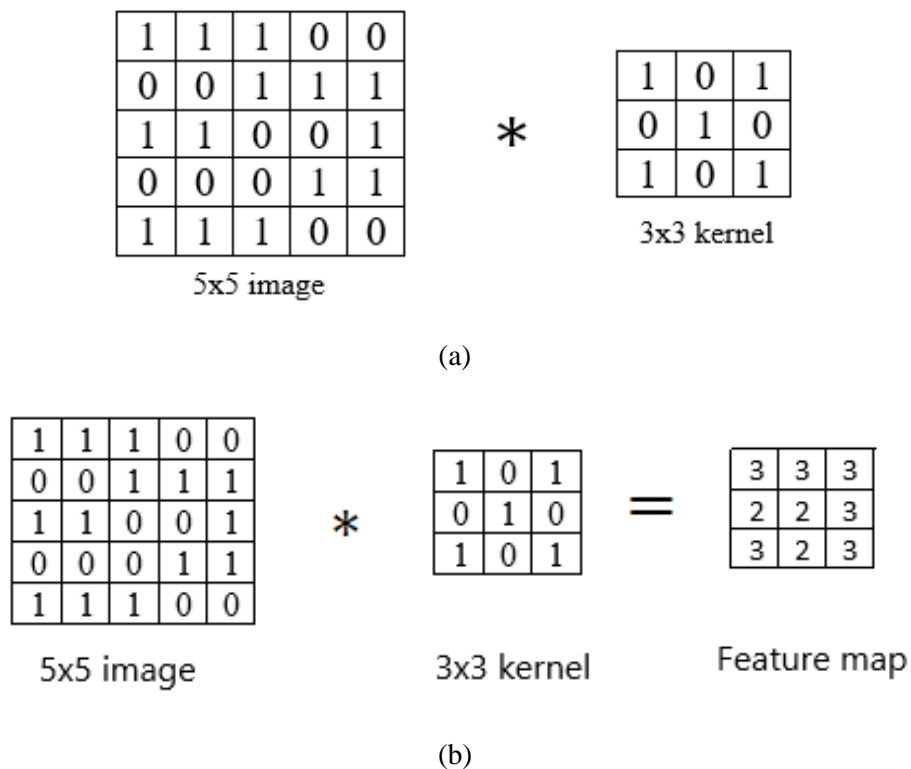 1 1 1 0 0
0 0 1 1 1
1 1 0 0 1
0 0 0 1 1
1 1 1 0 0
5x5 image
*
1 0 1
0 1 0
1 0 1
3x3 kernel
(a)
1 1 1 0 0
0 0 1 1 1
1 1 0 0 1
0 0 0 1 1
1 1 1 0 0
5x5 image
*
1 0 1
0 1 0
1 0 1
3x3 kernel
=
3 3 3
2 2 3
3 2 3
Feature map
(b)